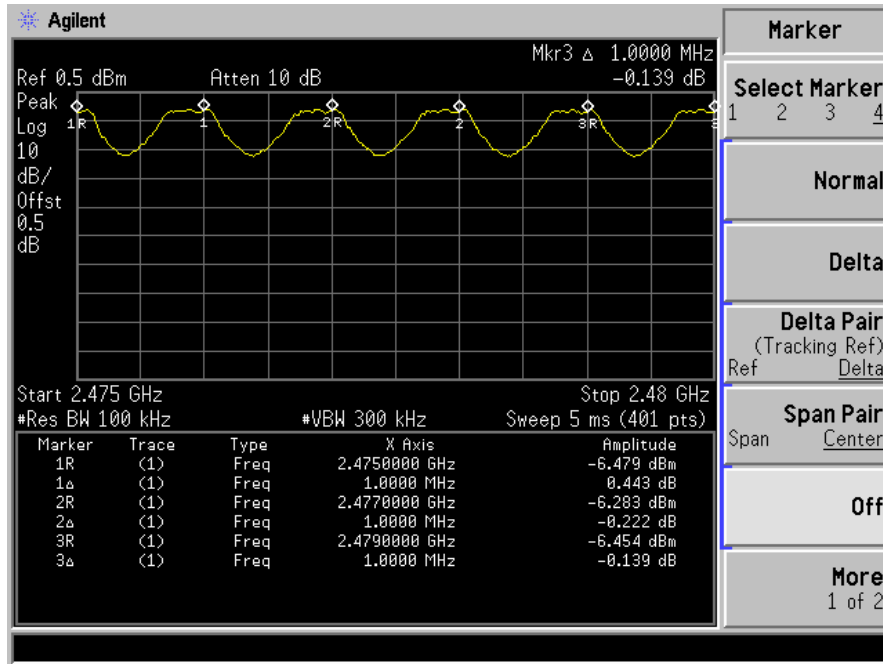 Agilent
Marker
Mkr3 Δ 1.0000 MHz
Ref 0.5 dBm Atten 10 dB -0.139 dB
Peak
Log
10
dB/
Offst
0.5
dB
1R 1 2R 2 3R 3
Start 2.475 GHz Stop 2.48 GHz
#Res BW 100 kHz #VBW 300 kHz Sweep 5 ms (401 pts)
Marker Trace Type X Axis Amplitude
1R (1) Freq 2.4750000 GHz -6.479 dBm
1Δ (1) Freq 1.0000 MHz 0.443 dB
2R (1) Freq 2.4770000 GHz -6.283 dBm
2Δ (1) Freq 1.0000 MHz -0.222 dB
3R (1) Freq 2.4790000 GHz -6.454 dBm
3Δ (1) Freq 1.0000 MHz -0.139 dB
Select Marker
1 2 3 4
Normal
Delta
Delta Pair
(Tracking Ref)
Ref Delta
Span Pair
Span Center
Off
More
1 of 2